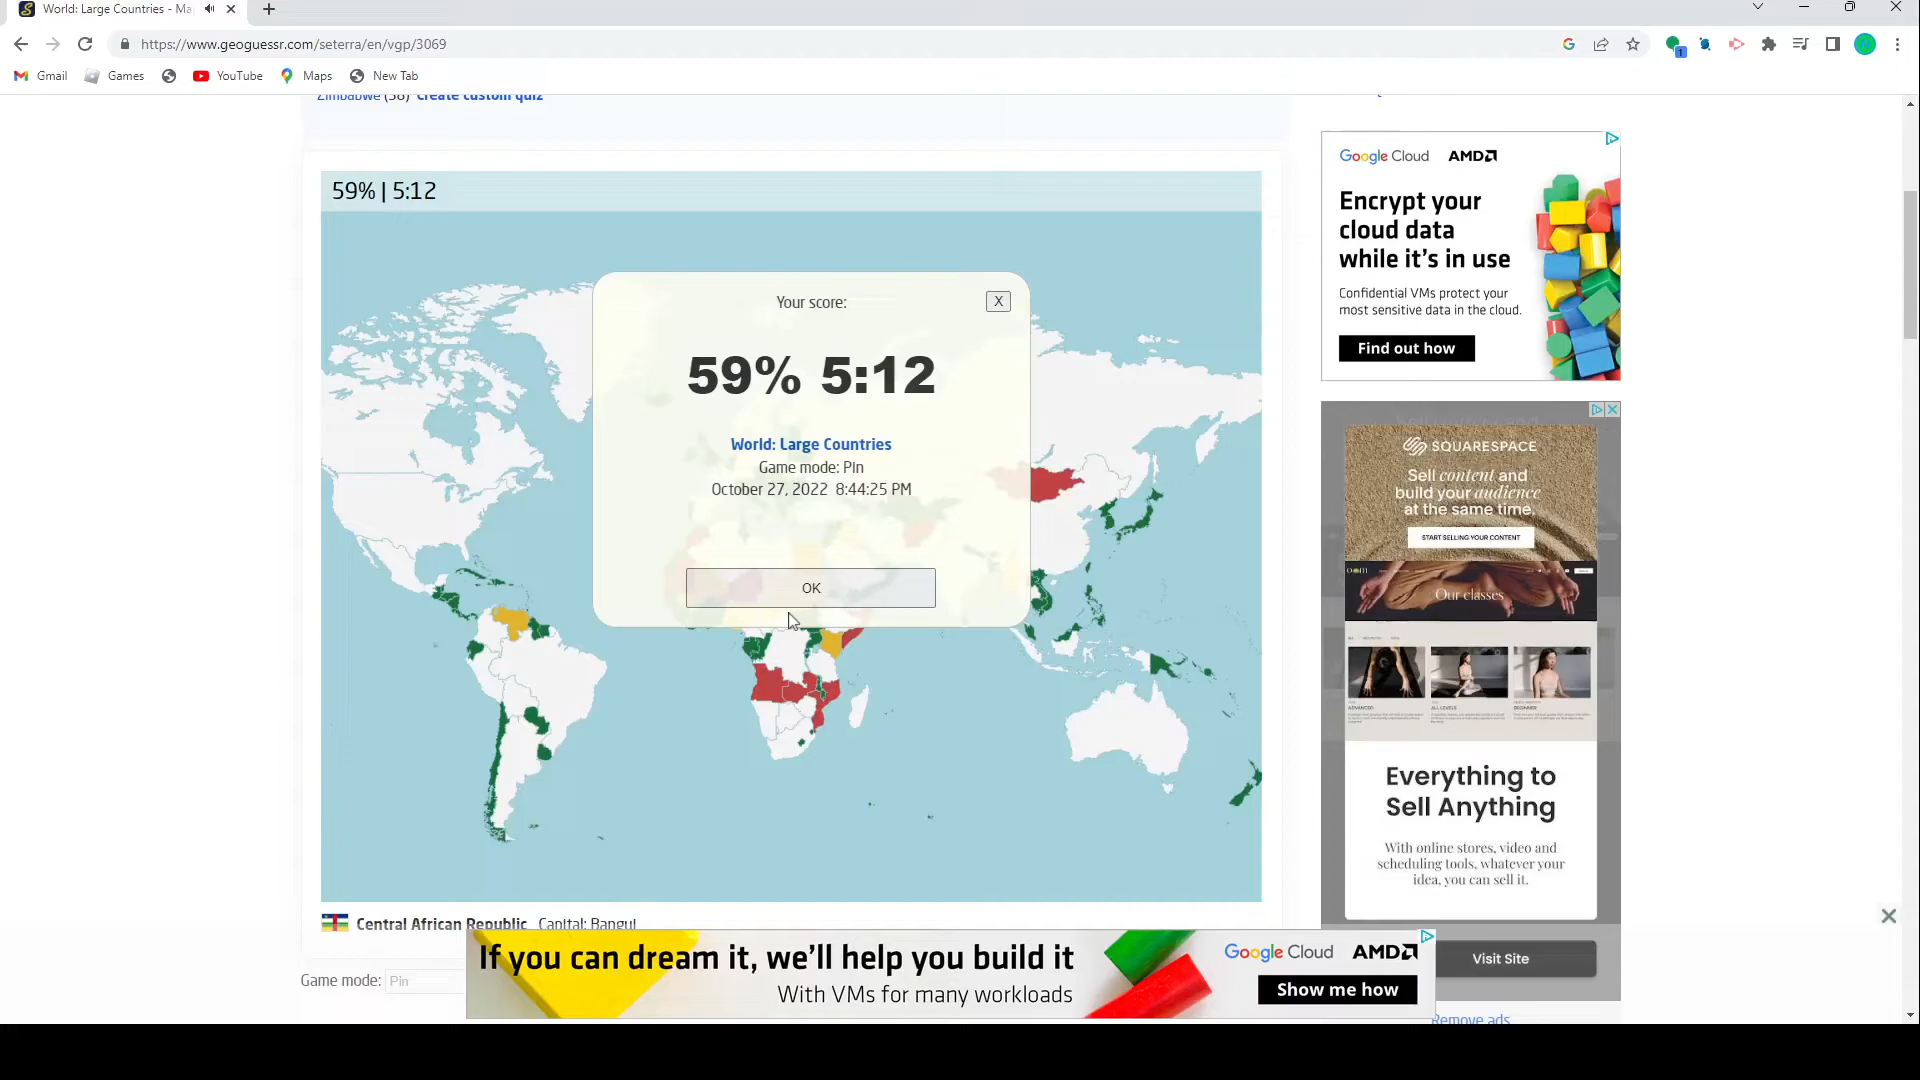 World: Large Countries - Ma
https://www.geoguessr.com/seterra/en/vgp/3069
1
Gmail
Games
YouTube
Maps
New Tab
Zimbabwe (38) Create custom quiz
59% | 5:12
Your score:
X
59% 5:12
World: Large Countries
Game mode: Pin
October 27, 2022 8:44:25 PM
OK
Central African Republic Capital: Bangui
Game mode: Pin
Google Cloud AMD
Encrypt your
cloud data
while it's in use
Confidential VMs protect your
most sensitive data in the cloud.
Find out how
SQUARESPACE
Sell content and
build your audience
at the same time.
START SELLING YOUR CONTENT
Our classes
ADVANCED
ALL LEVELS
BEGINNER
Everything to
Sell Anything
With online stores, video and
scheduling tools, whatever your
idea, you can sell it.
Visit Site
Remove ads
If you can dream it, we'll help you build it
With VMs for many workloads
Google Cloud AMD
Show me how